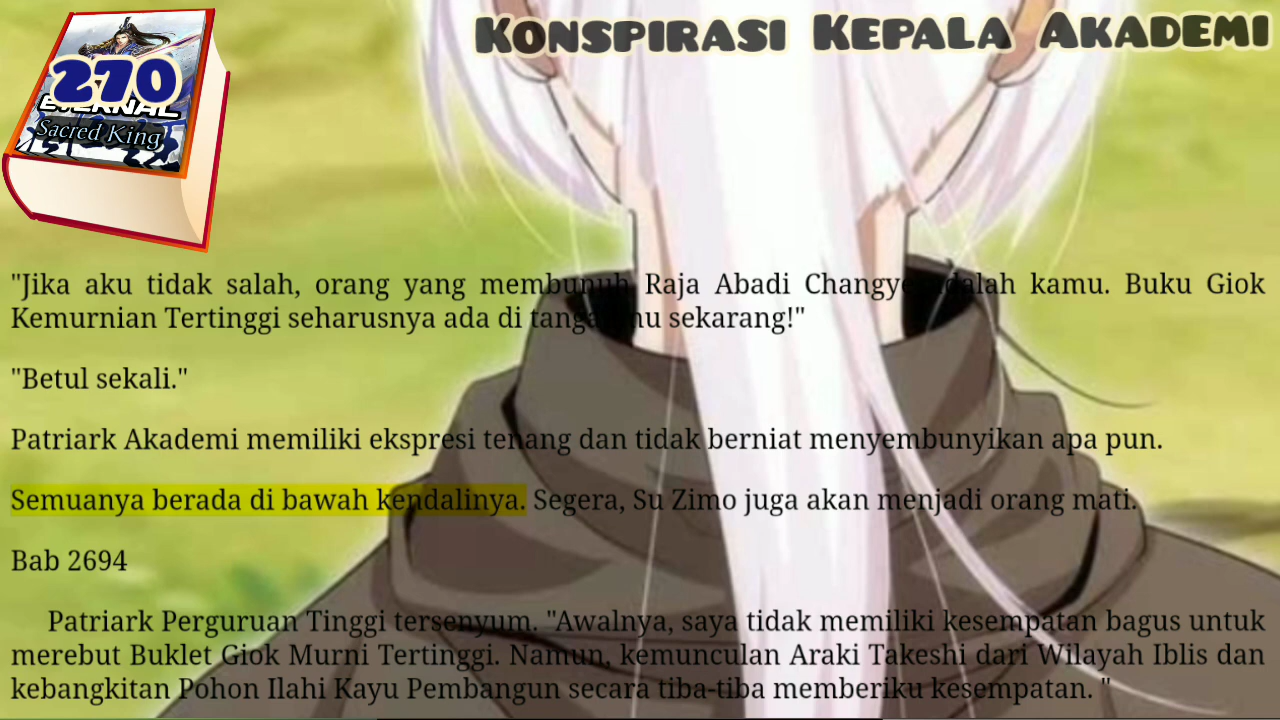 Konspirasi Kepala Akademi
270
ETERNAL
Sacred King
"Jika aku tidak salah, orang yang membunuh Raja Abadi Changye adalah kamu. Buku Giok
Kemurnian Tertinggi seharusnya ada di tanganmu sekarang!"
"Betul sekali."
Patriark Akademi memiliki ekspresi tenang dan tidak berniat menyembunyikan apa pun.
Semuanya berada di bawah kendalinya. Segera, Su Zimo juga akan menjadi orang mati.
Bab 2694
Patriark Perguruan Tinggi tersenyum. "Awalnya, saya tidak memiliki kesempatan bagus untuk
merebut Buklet Giok Murni Tertinggi. Namun, kemunculan Araki Takeshi dari Wilayah Iblis dan
kebangkitan Pohon Ilahi Kayu Pembangun secara tiba-tiba memberiku kesempatan. "